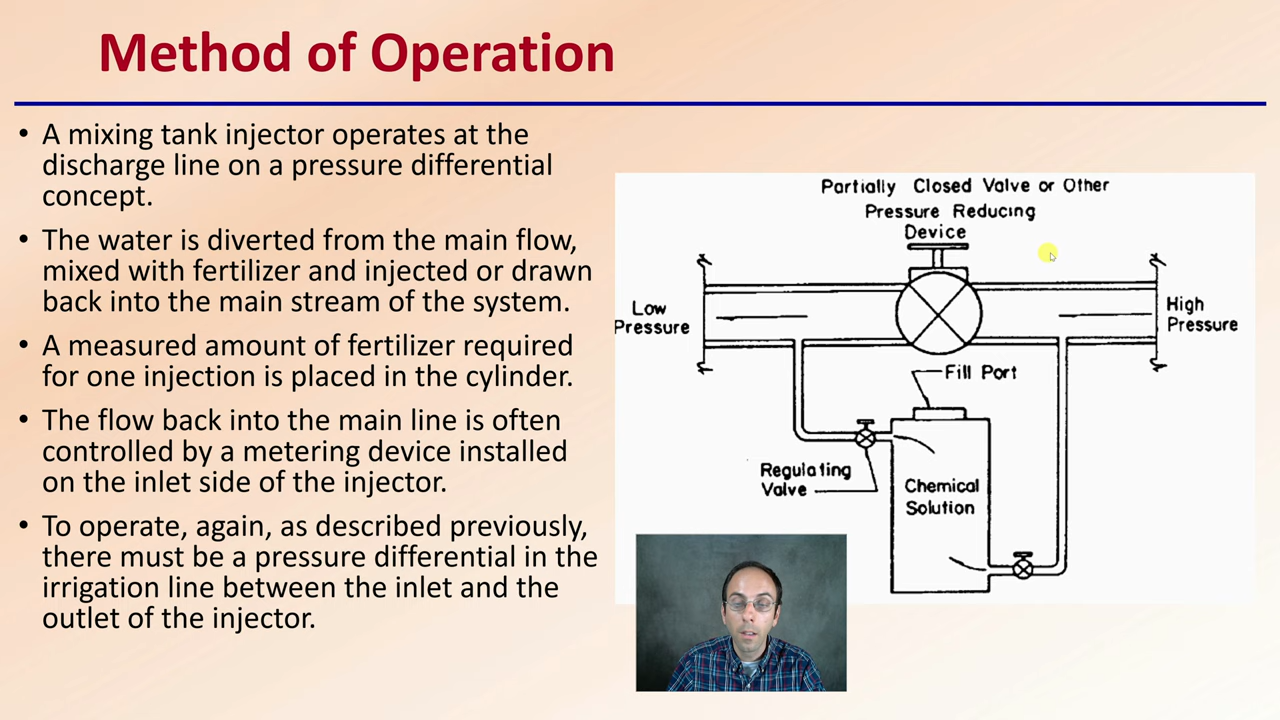 Method of Operation
• A mixing tank injector operates at the
discharge line on a pressure differential
concept.
• The water is diverted from the main flow,
mixed with fertilizer and injected or drawn
back into the main stream of the system.
• A measured amount of fertilizer required
for one injection is placed in the cylinder.
• The flow back into the main line is often
controlled by a metering device installed
on the inlet side of the injector.
• To operate, again, as described previously,
there must be a pressure differential in the
irrigation line between the inlet and the
outlet of the injector.
Partially Closed Valve or Other
Pressure Reducing
Device
Low
Pressure
High
Pressure
Fill Port
Regulating
Valve
Chemical
Solution